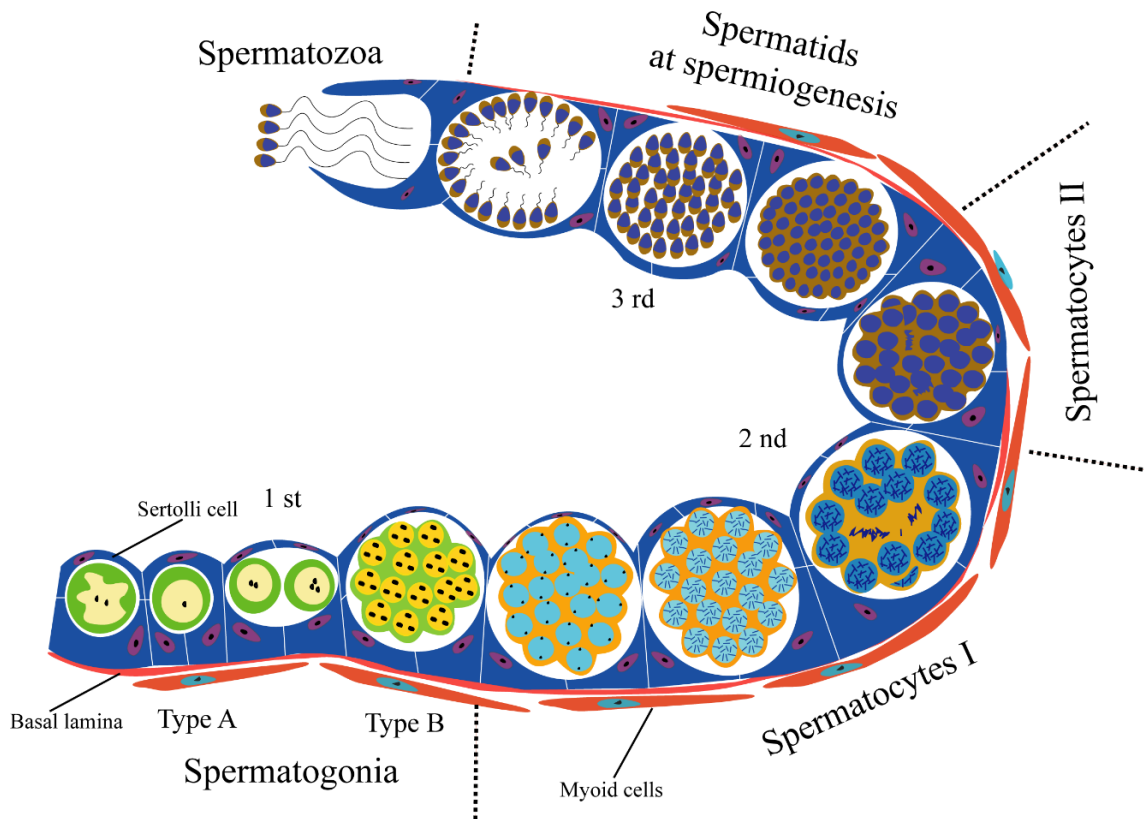 Spermatozoa
Spermatids
at spermiogenesis
Spermatocytes II
3 rd
2 nd
1 st
Sertolli cell
Basal lamina
Type A
Type B
Spermatocytes I
Spermatogonia
Myoid cells